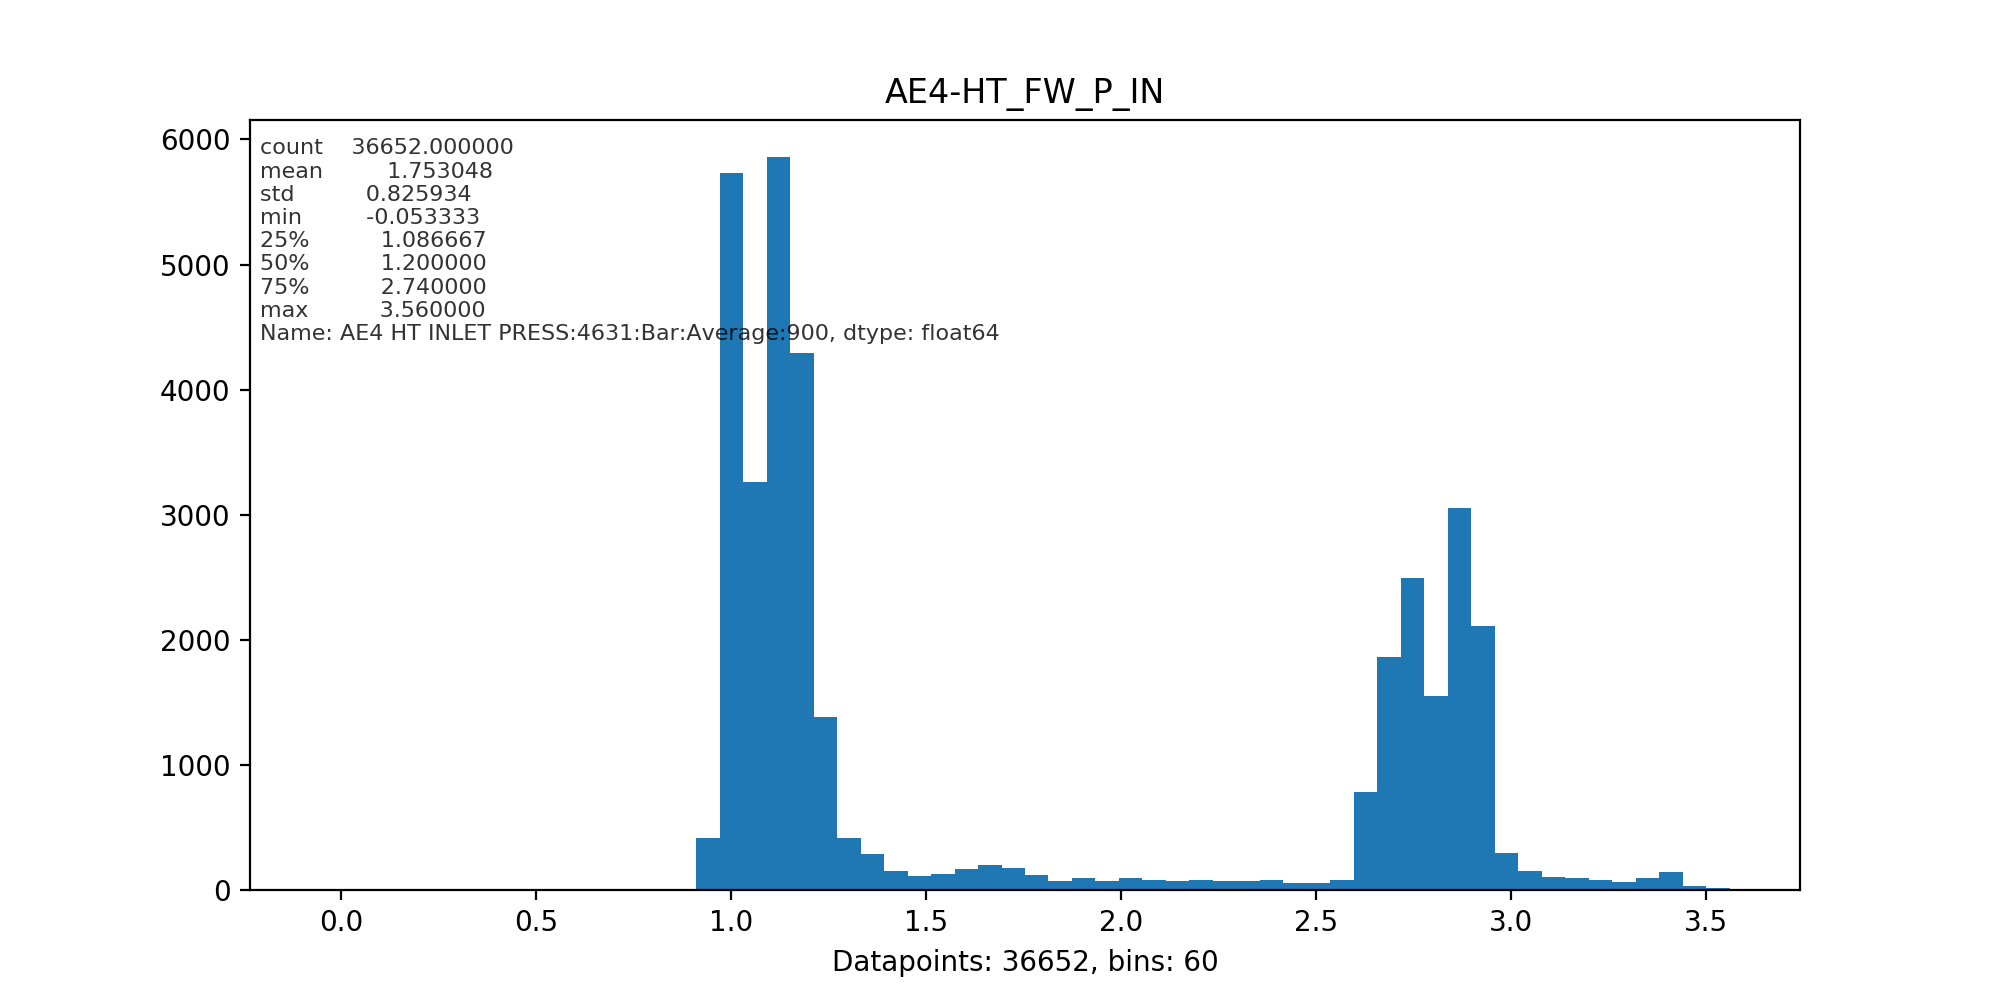 AE4-HT_FW_P_IN
6000
5000
4000
3000
2000
1000
0
count 36652.000000
mean 1.753048
std 0.825934
min -0.053333
25% 1.086667
50% 1.200000
75% 2.740000
max 3.560000
Name: AE4 HT INLET PRESS:4631:Bar:Average:900, dtype: float64
0.0 0.5 1.0 1.5 2.0 2.5 3.0 3.5
Datapoints: 36652, bins: 60